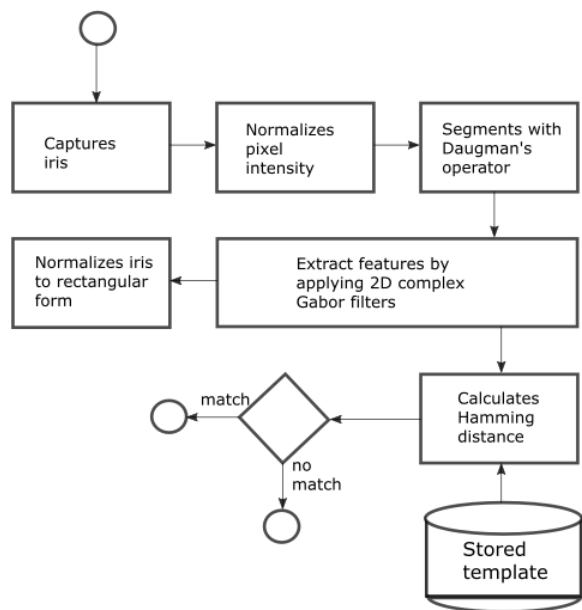 Captures
iris
Normalizes
pixel
intensity
Segments with
Daugman's
operator
Normalizes iris
to rectangular
form
Extract features by
applying 2D complex
Gabor filters
match
Calculates
Hamming
distance
no
match
Stored
template